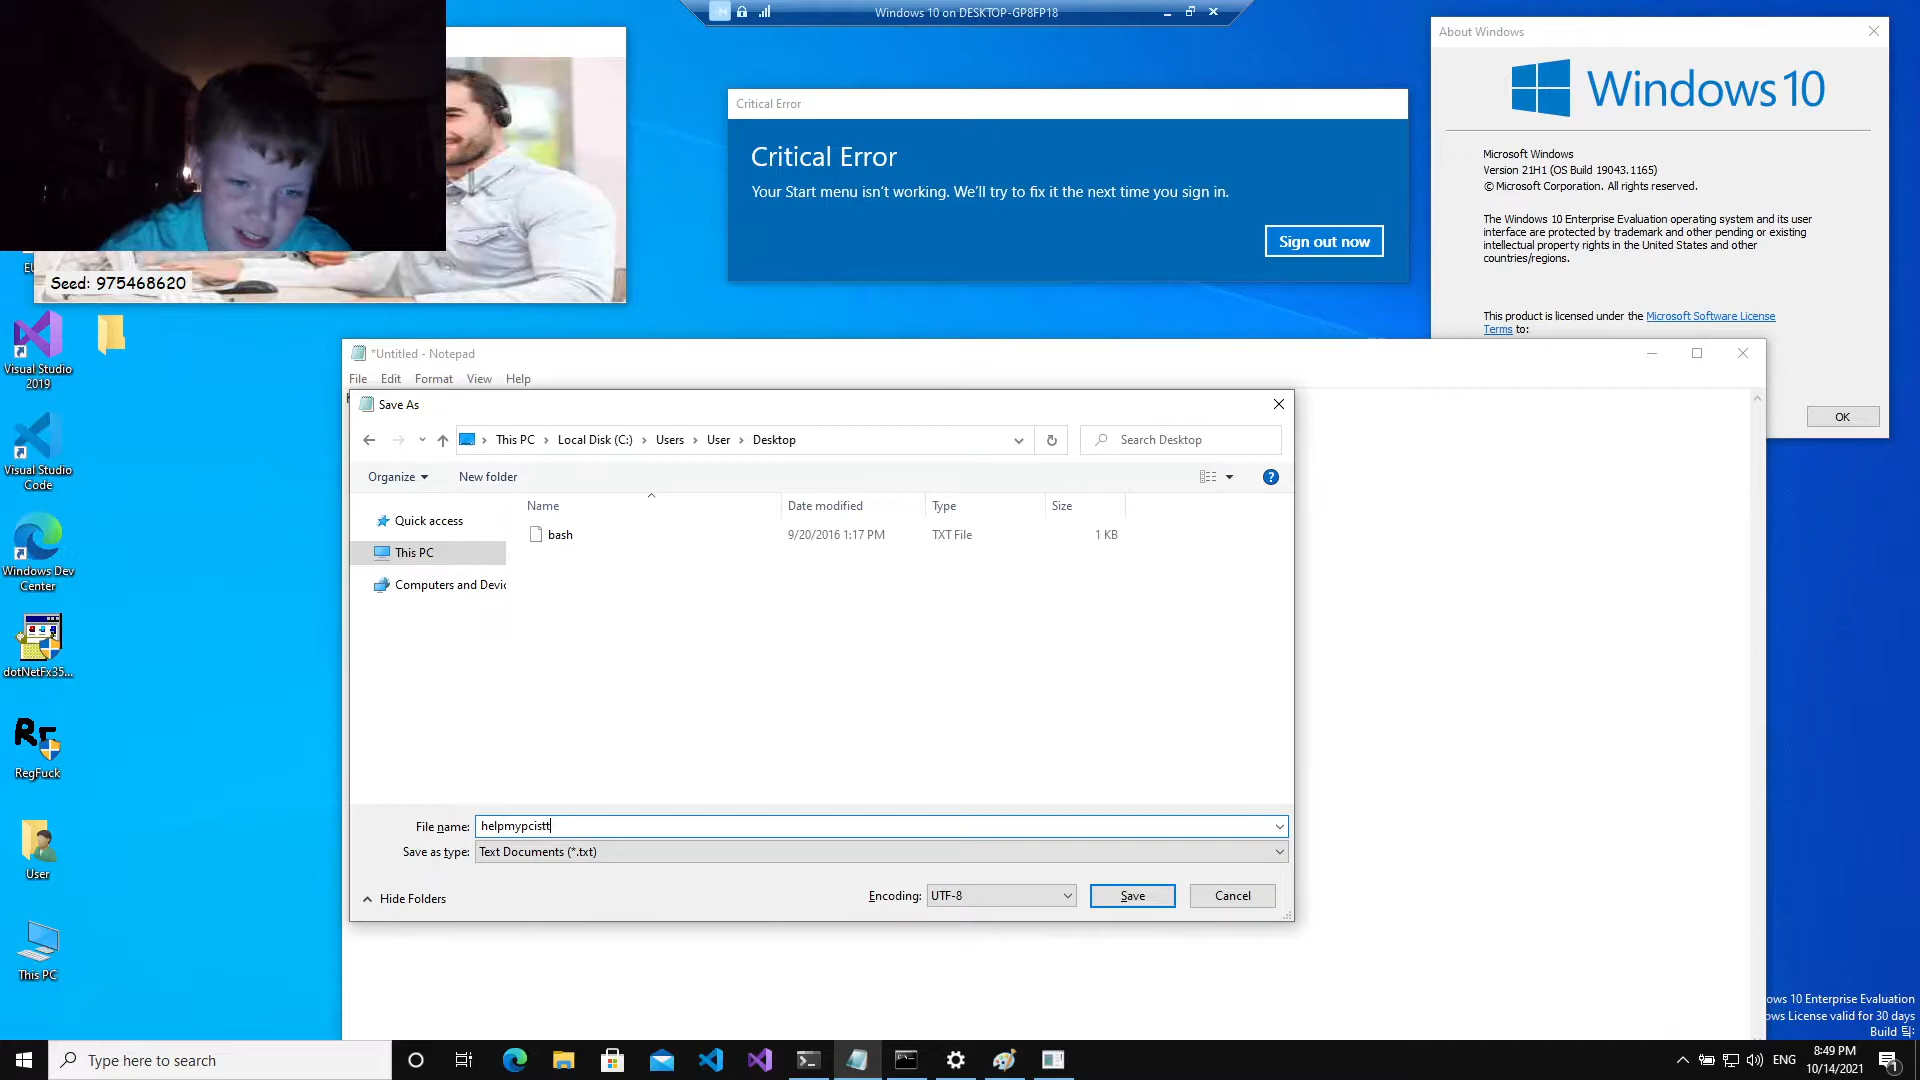 Windows 10 on DESKTOP-GP8FP18
About Windows
Windows 10
Microsoft Windows
Version 21H1 (OS Build 19043.1165)
© Microsoft Corporation. All rights reserved.
The Windows 10 Enterprise Evaluation operating system and its user
interface are protected by trademark and other pending or existing
intellectual property rights in the United States and other
countries/regions.
This product is licensed under the Microsoft Software License
Terms to:
OK
Critical Error
Critical Error
Your Start menu isn't working. We'll try to fix it the next time you sign in.
Sign out now
Seed: 975468620
Visual Studio
2019
Visual Studio
Code
Windows Dev
Center
dotNetFx35...
Rr
RegFuck
User
This PC
*Untitled - Notepad
File Edit Format View Help
Save As
This PC Local Disk (C:) Users User Desktop
Search Desktop
Organize New folder
Name Date modified Type Size
Quick access
This PC
Computers and Devic
bash 9/20/2016 1:17 PM TXT File 1 KB
File name: helpmypcistt
Save as type: Text Documents (*.txt)
Hide Folders
Encoding: UTF-8 Save Cancel
ows 10 Enterprise Evaluation
ows License valid for 30 days
Build
Type here to search
ENG
8:49 PM
10/14/2021
1